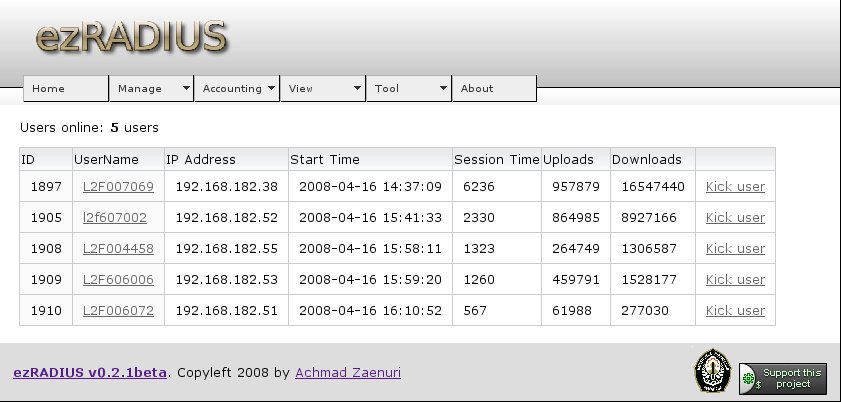 ezRADIUS
Home Manage Accounting View Tool About
Users online: 5 users
ID UserName IP Address Start Time Session Time Uploads Downloads
1897 L2F007069 192.168.182.38 2008-04-16 14:37:09 6236 957879 16547440 Kick user
1905 l2f607002 192.168.182.52 2008-04-16 15:41:33 2330 864985 8927166 Kick user
1908 L2F004458 192.168.182.55 2008-04-16 15:58:11 1323 264749 1306587 Kick user
1909 L2F606006 192.168.182.53 2008-04-16 15:59:20 1260 459791 1528177 Kick user
1910 L2F006072 192.168.182.51 2008-04-16 16:10:52 567 61988 277030 Kick user
ezRADIUS v0.2.1beta. Copyleft 2008 by Achmad Zaenuri
$ Support this
project